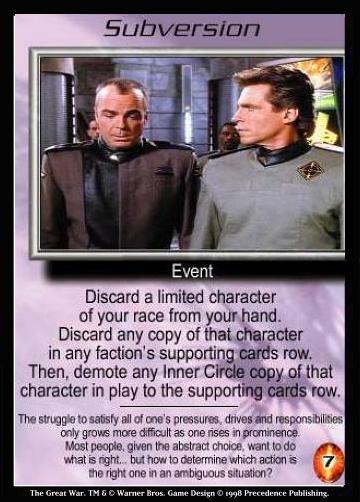 Subversion
Event
Discard a limited character
of your race from your hand.
Discard any copy of that character
in any faction's supporting cards row.
Then, demote any Inner Circle copy of that
character in play to the supporting cards row.
The struggle to satisfy all of one's pressures, drives and responsibilities
only grows more difficult as one rises in prominence.
Most people, given the abstract choice, want to do
what is right... but how to determine which action is
the right one in an ambiguous situation?
7
The Great War. TM & © Warner Bros. Game Design © 1998 Precedence Publishing.